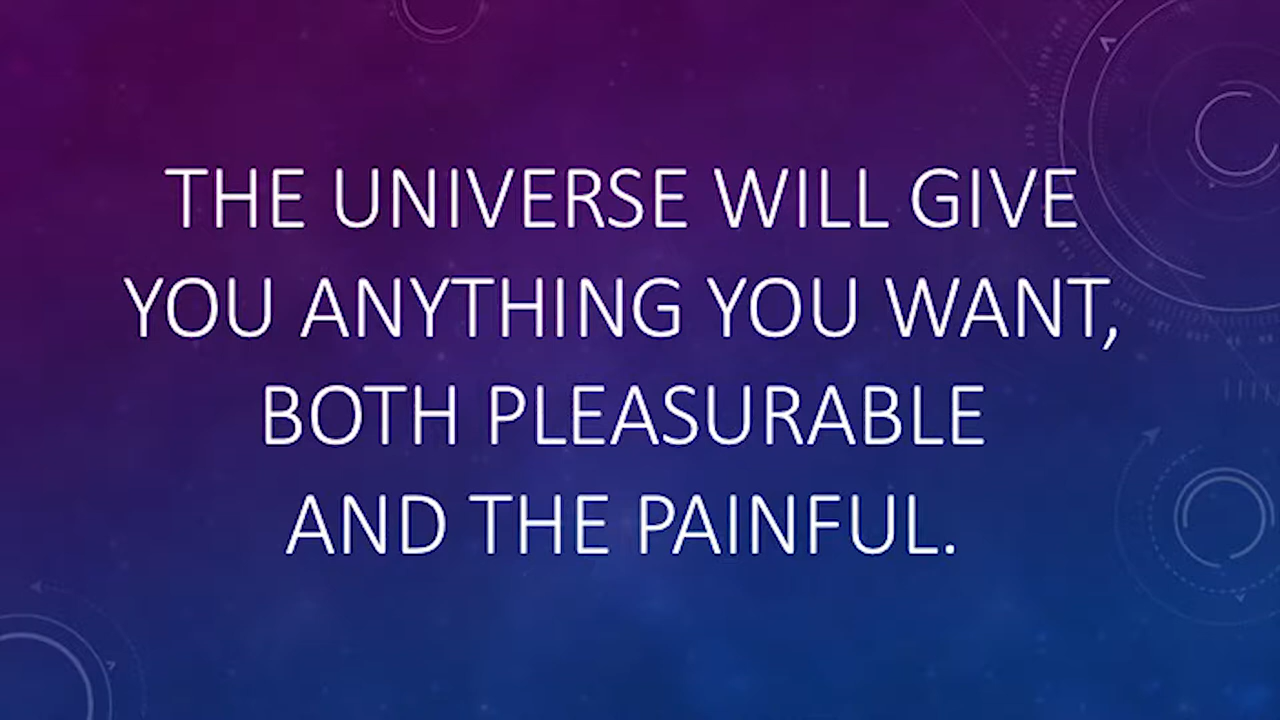 THE UNIVERSE WILL GIVE
YOU ANYTHING YOU WANT,
BOTH PLEASURABLE
AND THE PAINFUL.